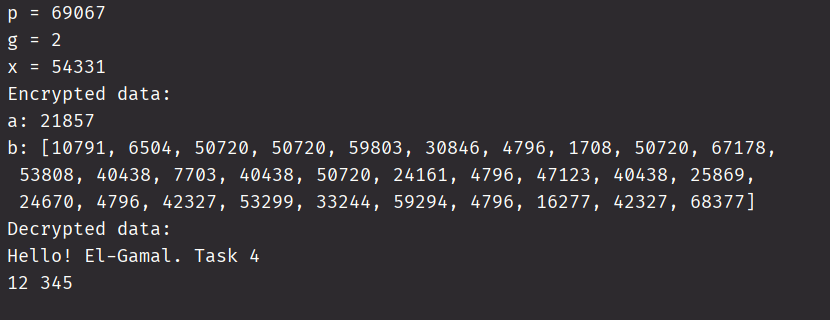 p = 69067
g = 2
x = 54331
Encrypted data:
a: 21857
b: [10791, 6504, 50720, 50720, 59803, 30846, 4796, 1708, 50720, 67178,
53808, 40438, 7703, 40438, 50720, 24161, 4796, 47123, 40438, 25869,
24670, 4796, 42327, 53299, 33244, 59294, 4796, 16277, 42327, 68377]
Decrypted data:
Hello! El-Gamal. Task 4
12 345